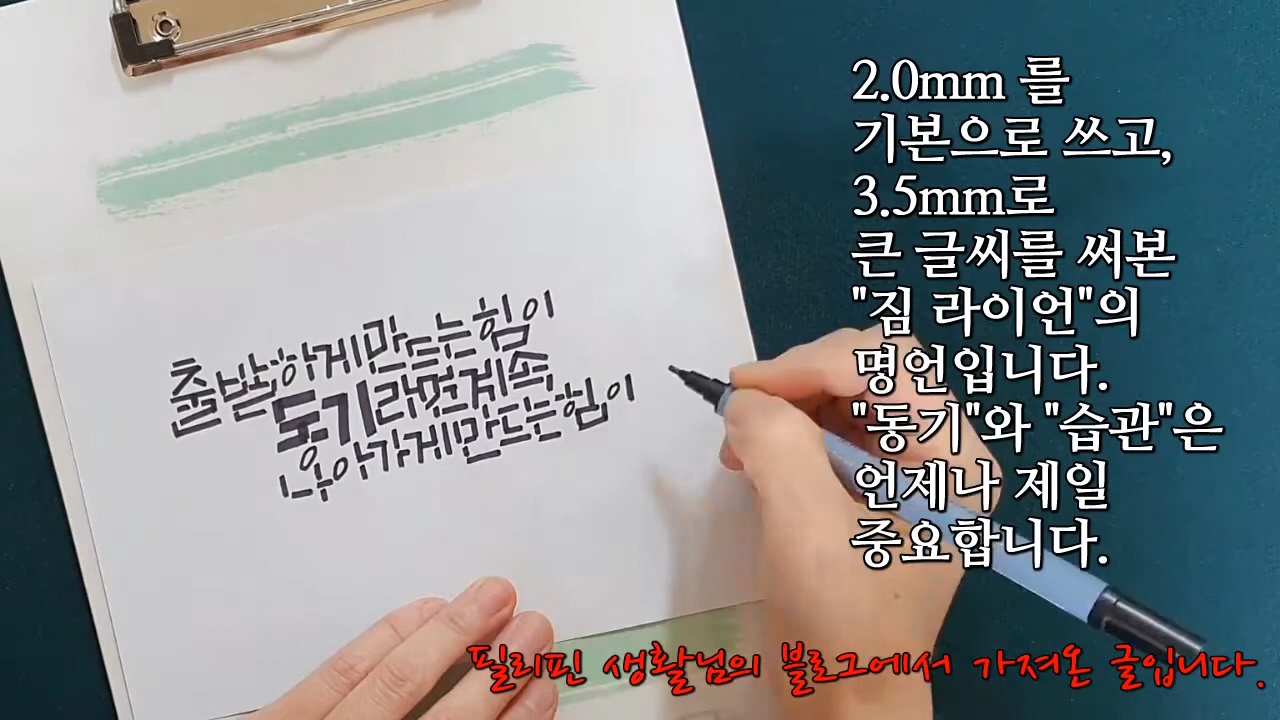 출발하게만드는힘이
동기라면계속
나아가게만드는힘이
2.0mm 를
기본으로 쓰고,
3.5mm로
큰 글씨를 써본
"짐 라이언"의
명언입니다.
"동기"와 "습관"은
언제나 제일
중요합니다.
필리핀 생활님의 블로그에서 가져온 글입니다.